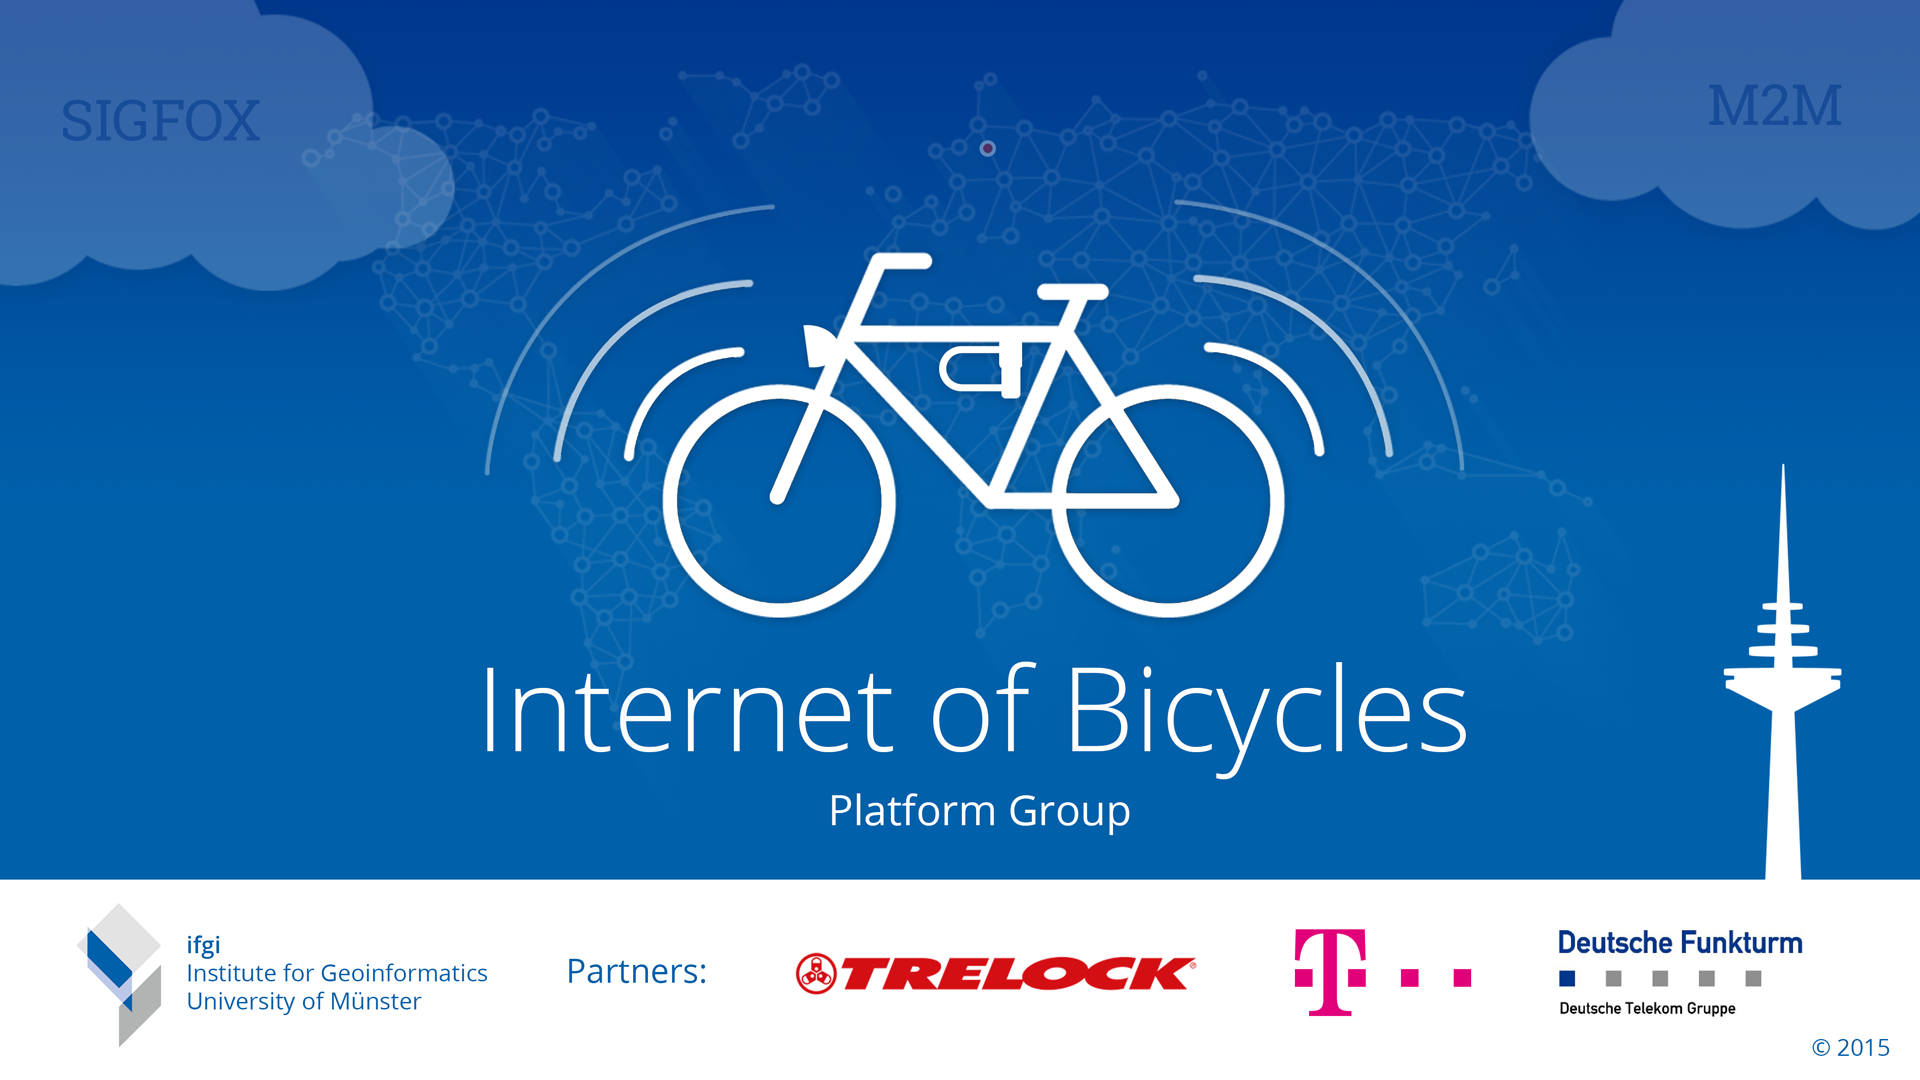 SIGFOX
M2M
Internet of Bicycles
Platform Group
ifgi
Institute for Geoinformatics
University of Münster
Partners:
TRELOCK®
T
Deutsche Funkturm
Deutsche Telekom Gruppe
© 2015